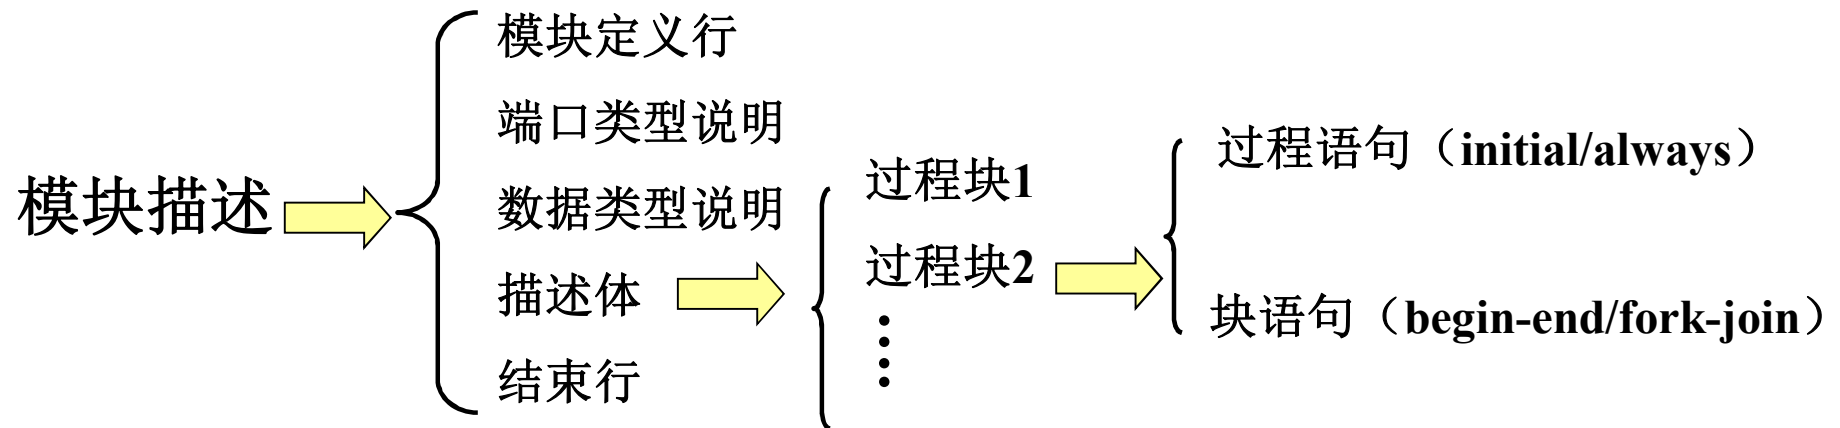 模块描述
模块定义行
端口类型说明
数据类型说明
描述体
结束行
过程块1
过程块2
过程语句（initial/always）
块语句（begin-end/fork-join）